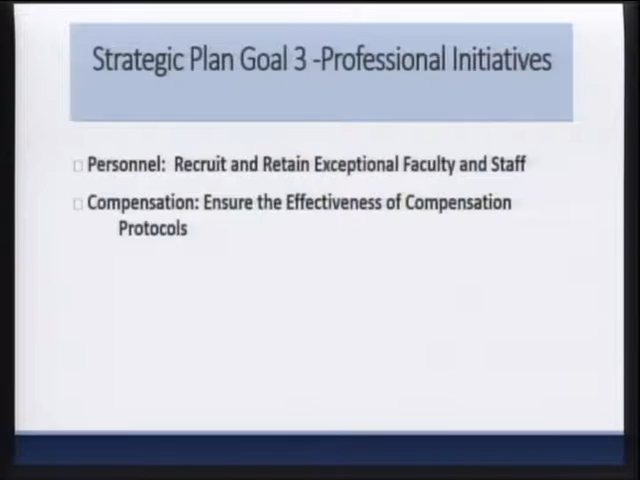 Strategic Plan Goal 3 -Professional Initiatives
Personnel:  Recruit and Retain Exceptional Faculty and Staff
Compensation: Ensure the Effectiveness of Compensation
Protocols